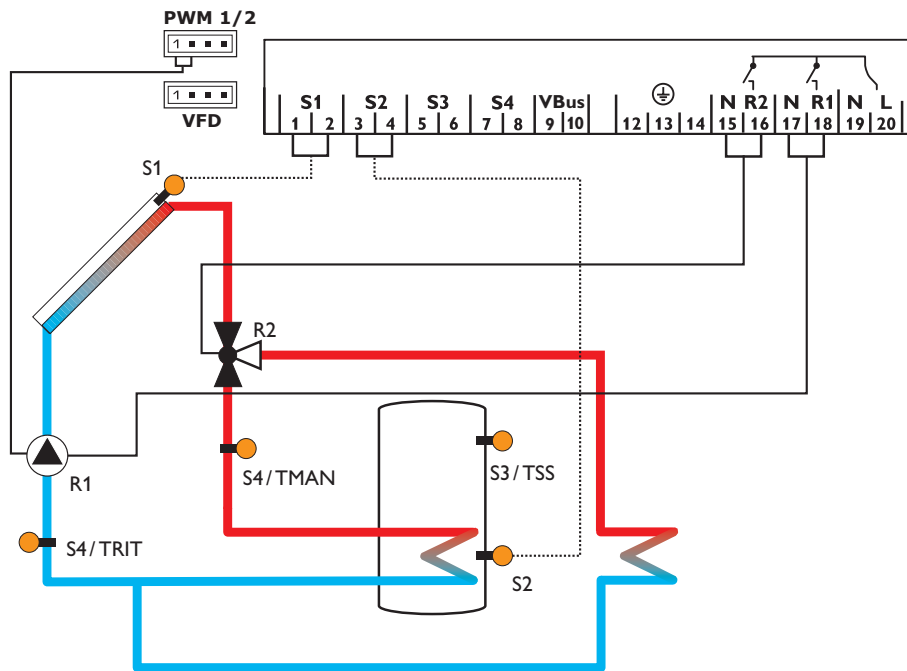 PWM 1/2
1
1
VFD
S1 S2 S3 S4 VBus N R2 N R1 N L
1 2 3 4 5 6 7 8 9 10 12 13 14 15 16 17 18 19 20
S1
R2
S4/TMAN
S3/TSS
R1
S4/TRIT
S2